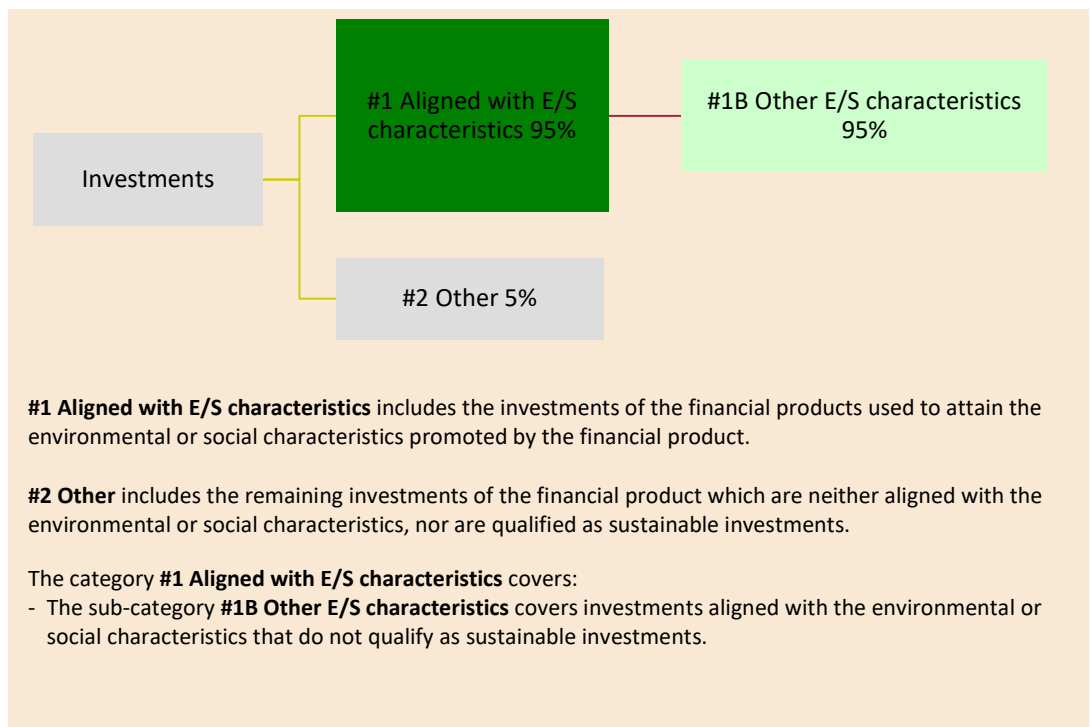 #1 Aligned with E/S
characteristics 95%
#1B Other E/S characteristics
95%
Investments
#2 Other 5%
#1 Aligned with E/S characteristics includes the investments of the financial products used to attain the
environmental or social characteristics promoted by the financial product.
#2 Other includes the remaining investments of the financial product which are neither aligned with the
environmental or social characteristics, nor are qualified as sustainable investments.
The category #1 Aligned with E/S characteristics covers:
- The sub-category #1B Other E/S characteristics covers investments aligned with the environmental or
social characteristics that do not qualify as sustainable investments.